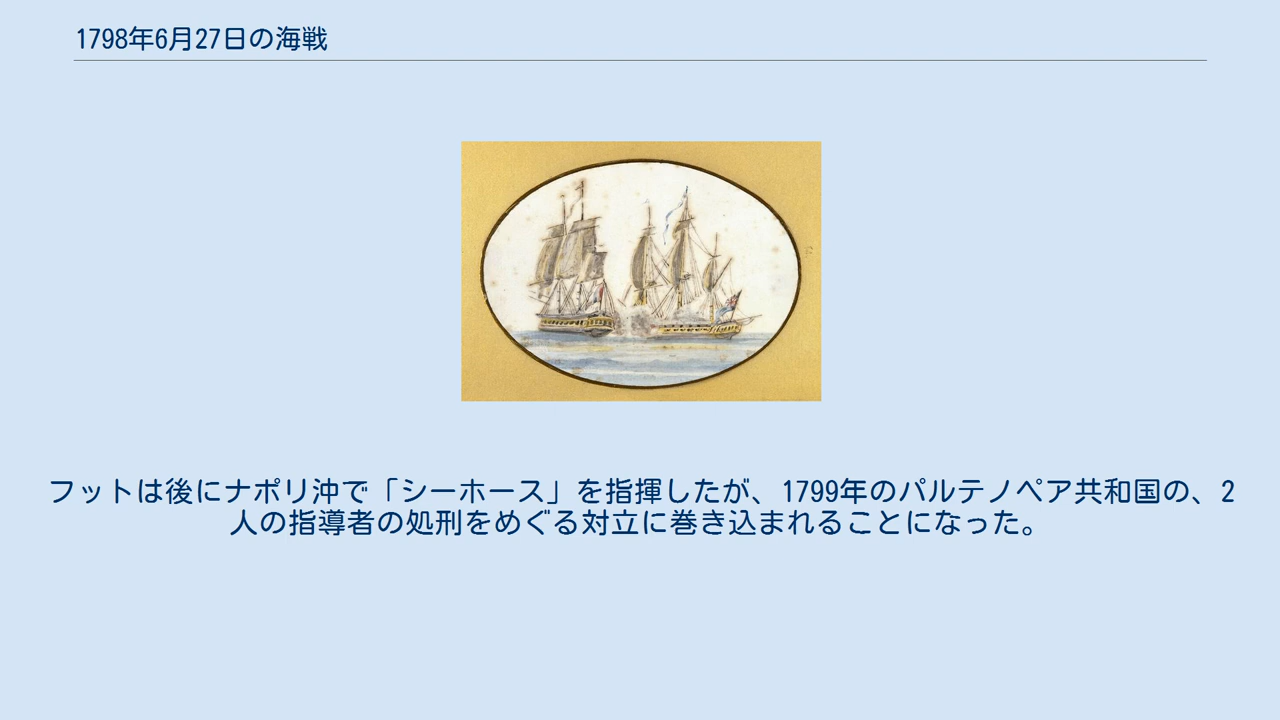 1798年6月27日の海戦
フットは後にナポリ沖で「シーホース」を指揮したが、1799年のパルテノペア共和国の、2
人の指導者の処刑をめぐる対立に巻き込まれることになった。